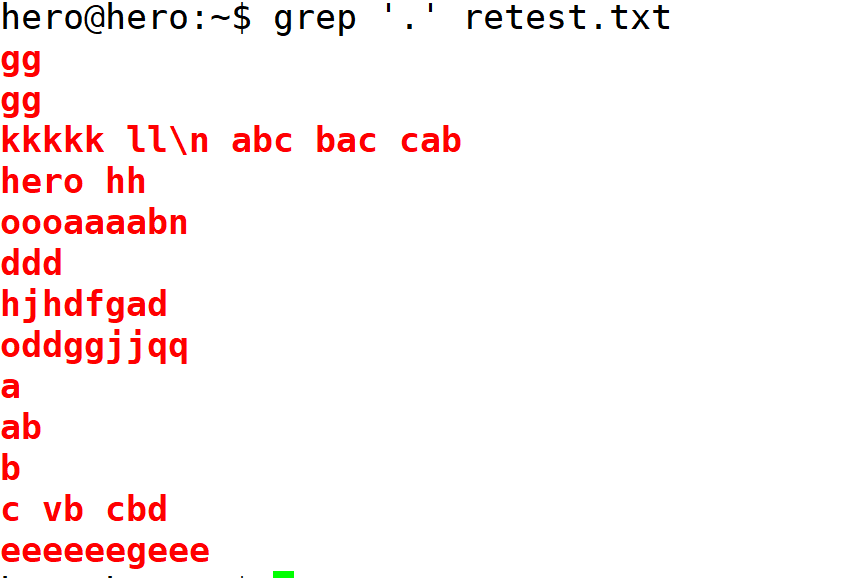 hero@hero:~$ grep '.' retest.txt
gg
gg
kkkkk ll\n abc bac cab
hero hh
oooaaaabn
ddd
hjhdfgad
oddggjjqq
a
ab
b
c vb cbd
eeeeeegeee